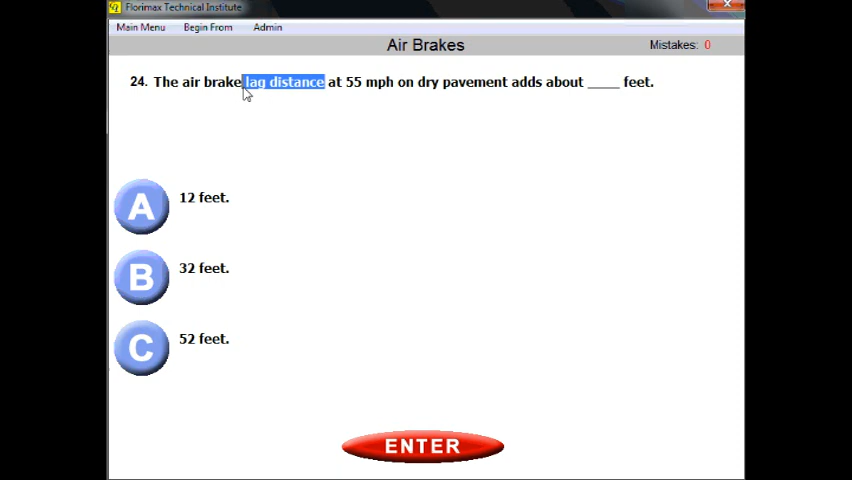 Florimax Technical Institute
Main Menu Begin From Admin
Air Brakes Mistakes: 0
24. The air brake lag distance at 55 mph on dry pavement adds about ____ feet.
A 12 feet.
B 32 feet.
C 52 feet.
ENTER